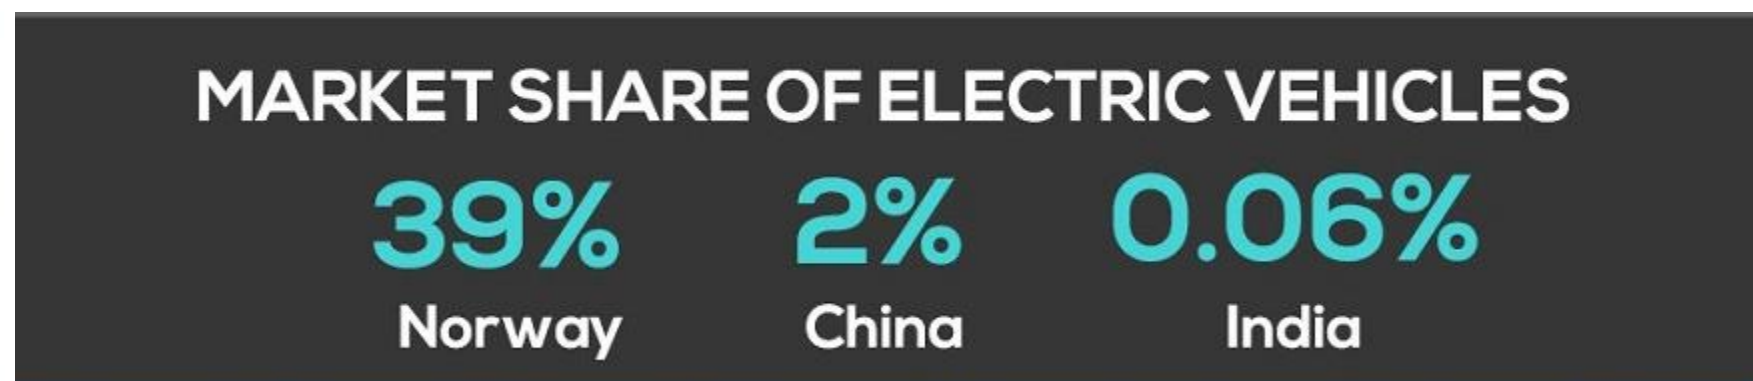 MARKET SHARE OF ELECTRIC VEHICLES
39% 2% 0.06%
Norway China India